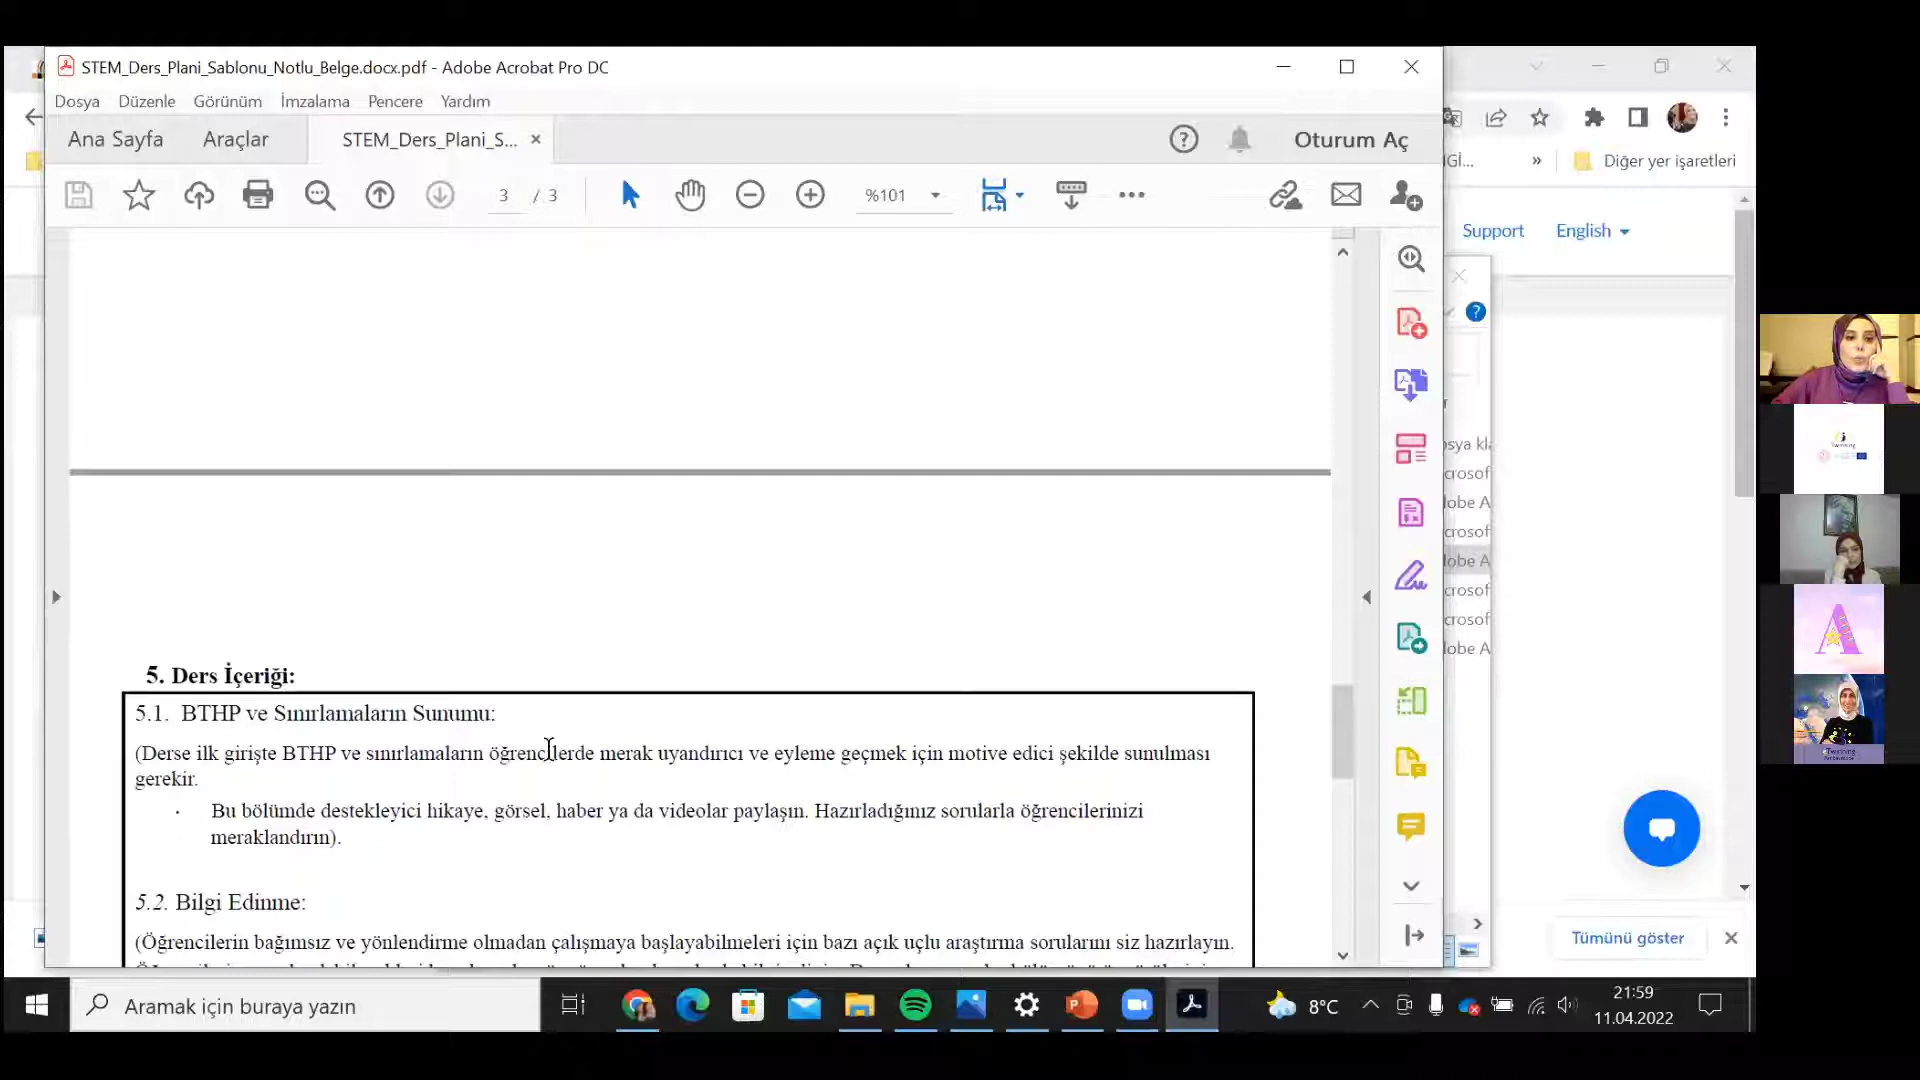 STEM_Ders_Plani_Sablonu_Notlu_Belge.docx.pdf - Adobe Acrobat Pro DC
Dosya Düzenle Görünüm İmzalama Pencere Yardım
Ana Sayfa Araçlar STEM_Ders_Plani_S... Oturum Aç
3 / 3 %101
Diğer yer işaretleri
Support English
5. Ders İçeriği:
5.1. BTHP ve Sınırlamaların Sunumu:
(Derse ilk girişte BTHP ve sınırlamaların öğrencilerde merak uyandırıcı ve eyleme geçmek için motive edici şekilde sunulması
gerekir.
· Bu bölümde destekleyici hikaye, görsel, haber ya da videolar paylaşın. Hazırladığınız sorularla öğrencilerinizi
meraklandırın).
5.2. Bilgi Edinme:
(Öğrencilerin bağımsız ve yönlendirme olmadan çalışmaya başlayabilmeleri için bazı açık uçlu araştırma sorularını siz hazırlayın.
Tümünü göster
Aramak için buraya yazın
8°C
21:59
11.04.2022